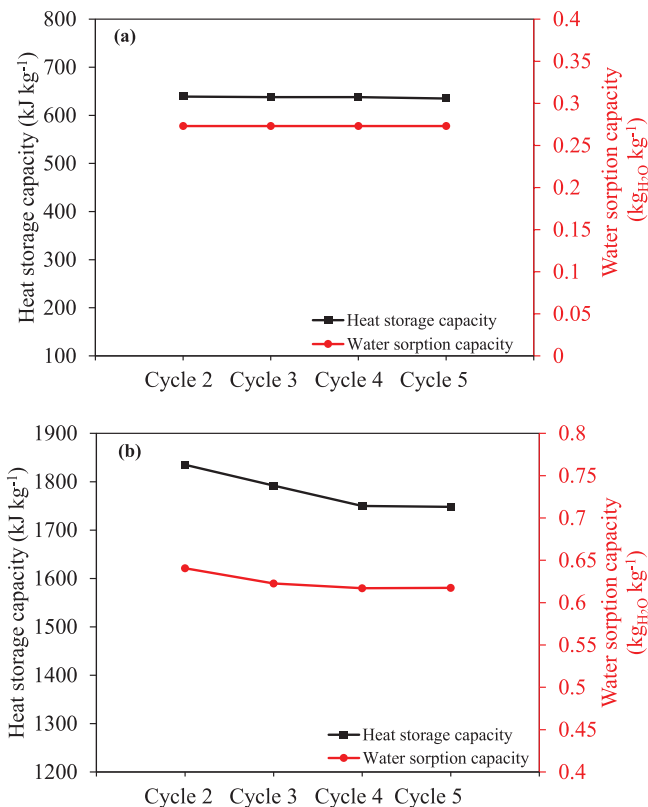 (a)
800
700
600
500
400
300
200
100
Heat storage capacity (kJ kg-1)
0.4
0.35
0.3
0.25
0.2
0.15
0.1
0.05
0
Water sorption capacity
(kgH2O kg-1)
Heat storage capacity
Water sorption capacity
Cycle 2 Cycle 3 Cycle 4 Cycle 5
(b)
1900
1800
1700
1600
1500
1400
1300
1200
Heat storage capacity (kJ kg-1)
0.8
0.75
0.7
0.65
0.6
0.55
0.5
0.45
0.4
Water sorption capacity
(kgH2O kg-1)
Heat storage capacity
Water sorption capacity
Cycle 2 Cycle 3 Cycle 4 Cycle 5